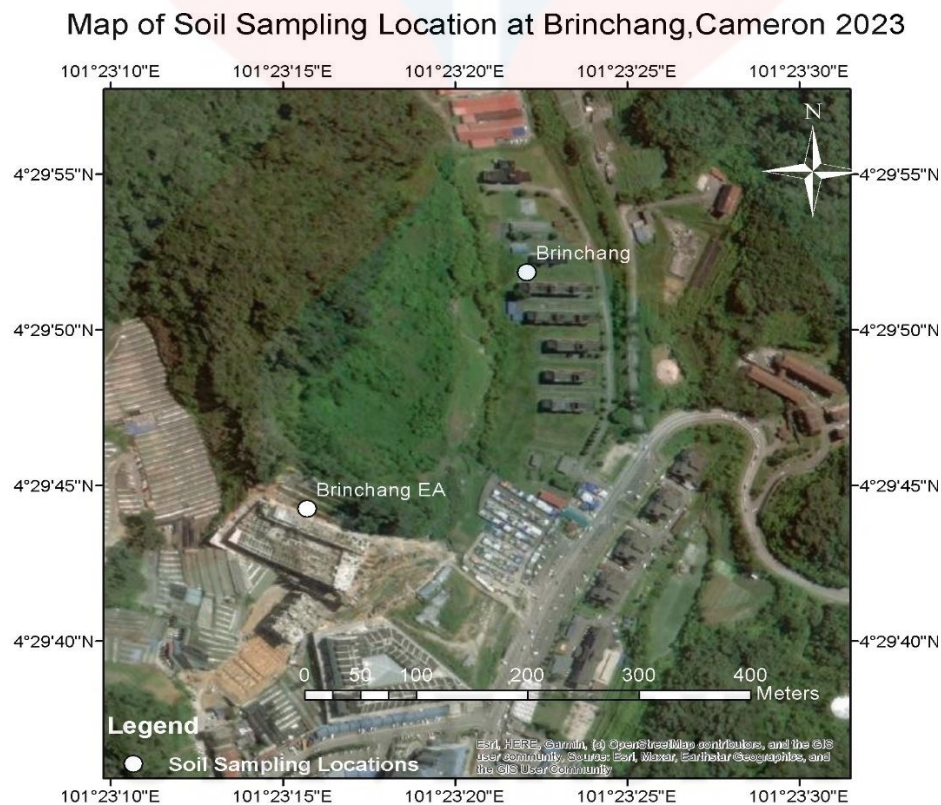 Map of Soil Sampling Location at Brinchang,Cameron 2023
101°23'10"E 101°23'15"E 101°23'20"E 101°23'25"E 101°23'30"E
N
4°29'55"N 4°29'55"N
Brinchang
4°29'50"N 4°29'50"N
Brinchang EA
4°29'45"N 4°29'45"N
4°29'40"N 4°29'40"N
0 50 100 200 300 400
Meters
Legend
Soil Sampling Locations
Esri, HERE, Garmin, (c) OpenStreetMap contributors, and the GIS
user community, Source: Esri, Maxar, Earthstar Geographics, and
the GIS User Community
101°23'10"E 101°23'15"E 101°23'20"E 101°23'25"E 101°23'30"E